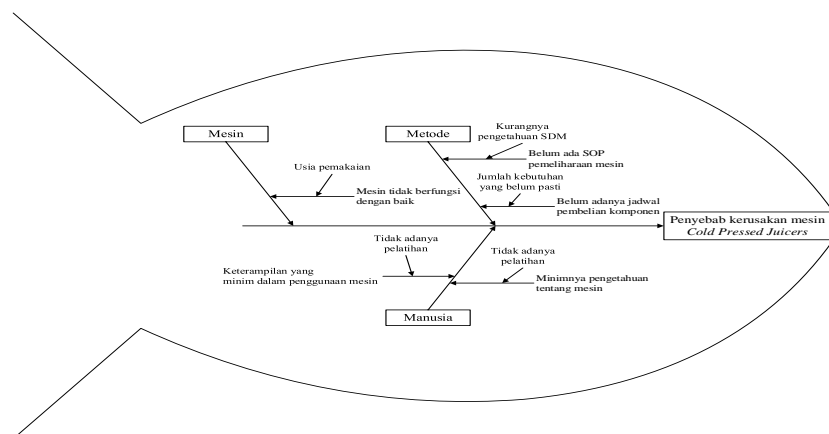 Mesin
Metode
Kurangnya
pengetahuan SDM
Belum ada SOP
pemeliharaan mesin
Usia pemakaian
Mesin tidak berfungsi
dengan baik
Jumlah kebutuhan
yang belum pasti
Belum adanya jadwal
pembelian komponen
Penyebab kerusakan mesin
Cold Pressed Juicers
Tidak adanya
pelatihan
Keterampilan yang
minim dalam penggunaan mesin
Tidak adanya
pelatihan
Minimnya pengetahuan
tentang mesin
Manusia